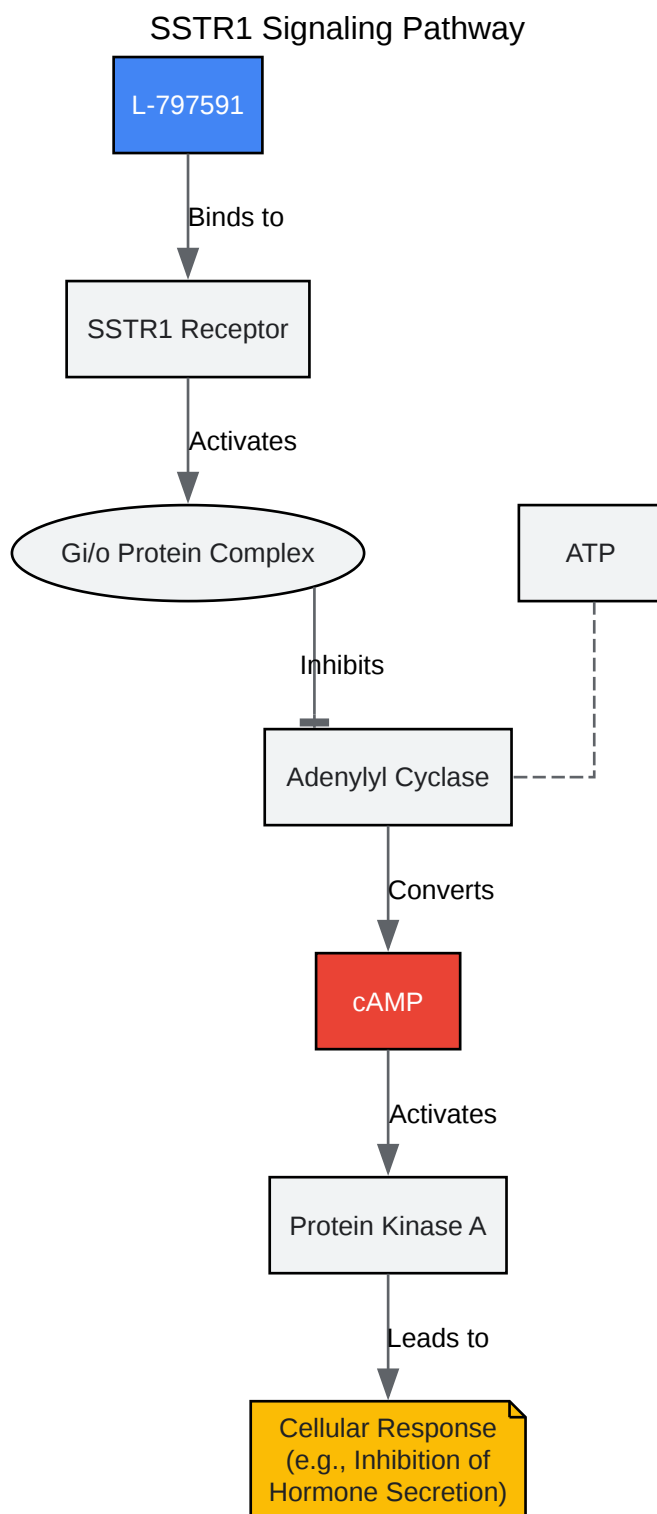 SSTR1 Signaling Pathway
L-797591
Binds to
SSTR1 Receptor
Activates
Gi/o Protein Complex
ATP
Inhibits
Adenylyl Cyclase
Converts
cAMP
Activates
Protein Kinase A
Leads to
Cellular Response
(e.g., Inhibition of
Hormone Secretion)